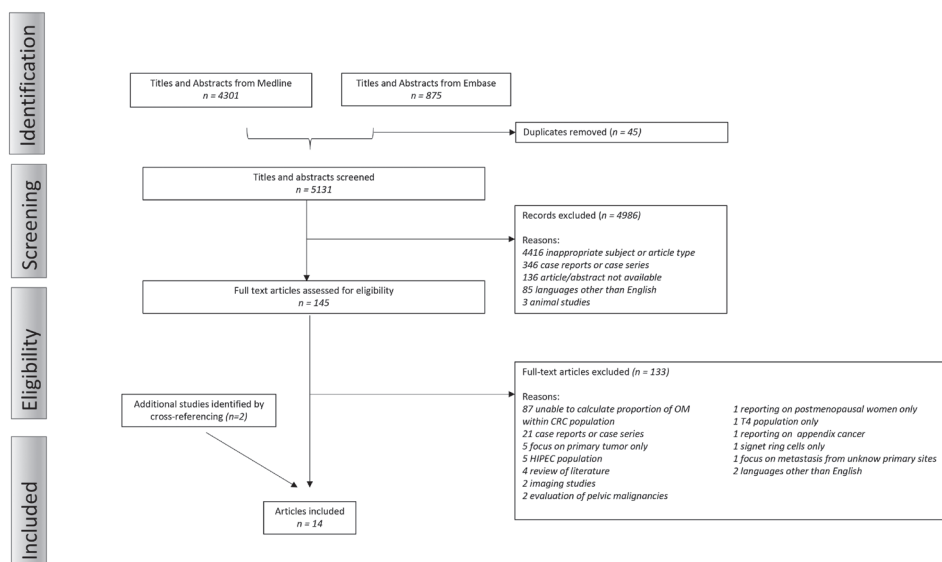 Identification
Titles and Abstracts from Medline
n = 4301
Titles and Abstracts from Embase
n = 875
Duplicates removed (n = 45)
Screening
Titles and abstracts screened
n = 5131
Records excluded (n = 4986)
Reasons:
4416 inappropriate subject or article type
346 case reports or case series
136 article/abstract not available
85 languages other than English
3 animal studies
Eligibility
Full text articles assessed for eligibility
n = 145
Additional studies identified by
cross-referencing (n=2)
Full-text articles excluded (n = 133)
Reasons:
87 unable to calculate proportion of OM
within CRC population
21 case reports or case series
5 focus on primary tumor only
5 HIPEC population
4 review of literature
2 imaging studies
2 evaluation of pelvic malignancies
1 reporting on postmenopausal women only
1 T4 population only
1 reporting on appendix cancer
1 signet ring cells only
1 focus on metastasis from unknow primary sites
2 languages other than English
Included
Articles included
n = 14